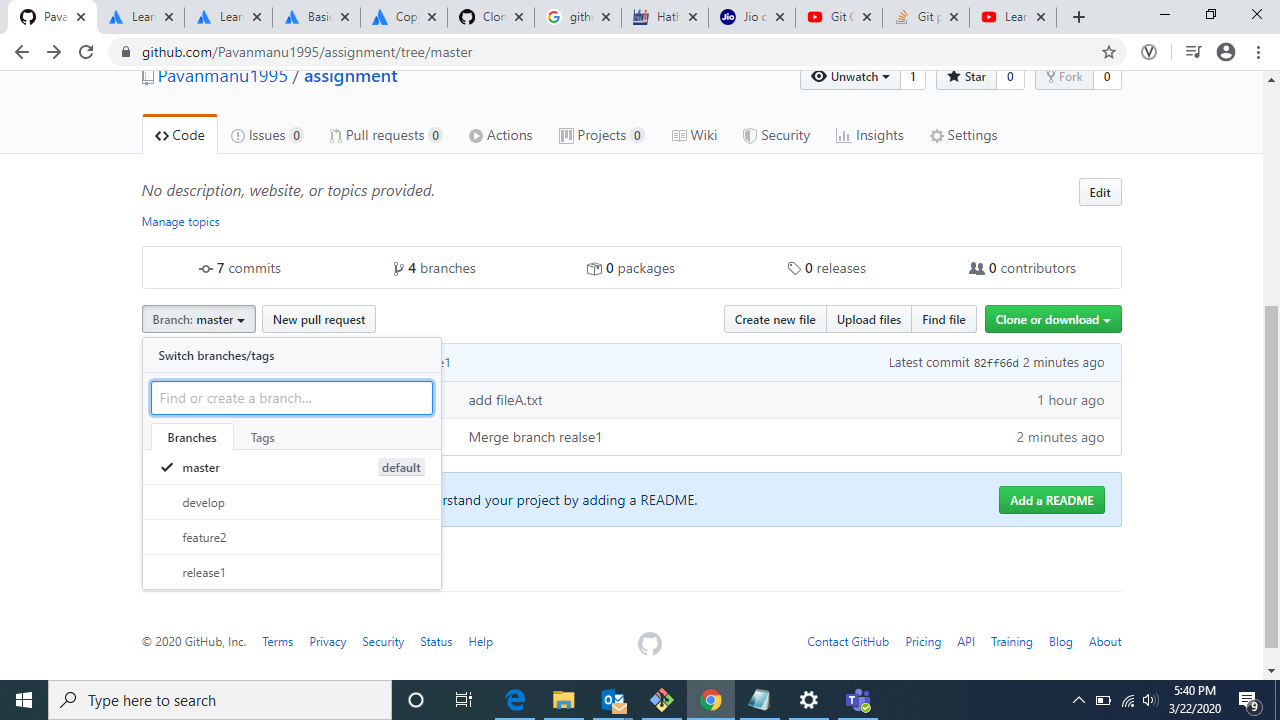 Pava
Learn
Learn
Basic
Cop
Clon
gith
Hath
Jio
Git
Git p
Learn
github.com/Pavanmanu1995/assignment/tree/master
Pavanmanu1995 / assignment
Unwatch 1
Star 0
Fork 0
Code
Issues 0
Pull requests 0
Actions
Projects 0
Wiki
Security
Insights
Settings
No description, website, or topics provided.
Edit
Manage topics
7 commits
4 branches
0 packages
0 releases
0 contributors
Branch: master
New pull request
Create new file
Upload files
Find file
Clone or download
Switch branches/tags
Latest commit 82ff66d 2 minutes ago
Find or create a branch...
add fileA.txt
1 hour ago
Branches
Tags
Merge branch realse1
2 minutes ago
master
default
develop
your project by adding a README.
Add a README
feature2
release1
© 2020 GitHub, Inc.
Terms
Privacy
Security
Status
Help
Contact GitHub
Pricing
API
Training
Blog
About
Type here to search
5:40 PM
3/22/2020
9